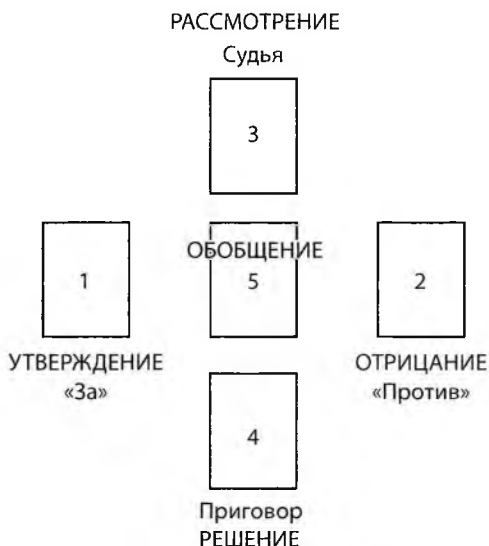 РАССМОТРЕНИЕ
Судья
3
ОБОБЩЕНИЕ
1
5
2
УТВЕРЖДЕНИЕ
«За»
ОТРИЦАНИЕ
«Против»
4
Приговор
РЕШЕНИЕ